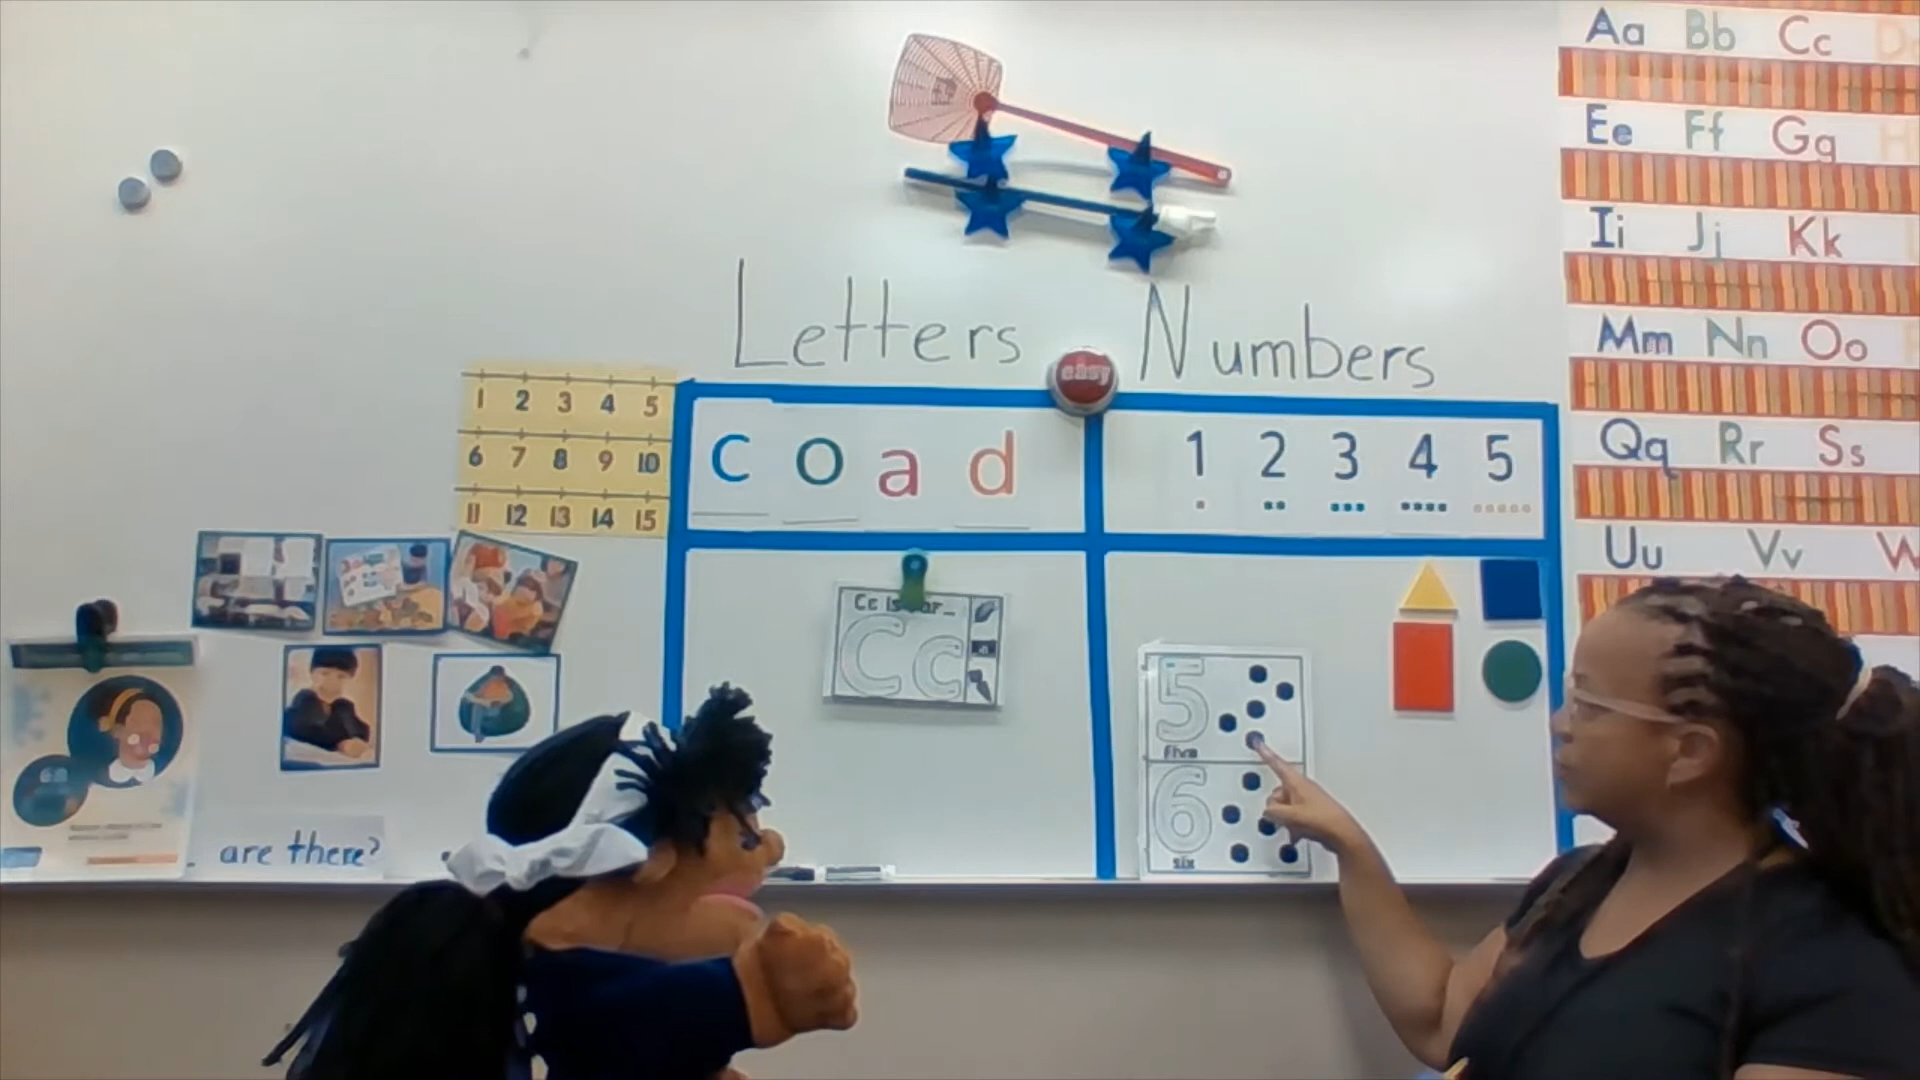 Letters Numbers
easy
1 2 3 4 5
6 7 8 9 10
11 12 13 14 15
c o a d
1 2 3 4 5
Cc is
Cc
5
five
6
six
are there?
Aa Bb Cc
Ee Ff Gg
Ii Jj Kk
Mm Nn Oo
Qq Rr Ss
Uu Vv W